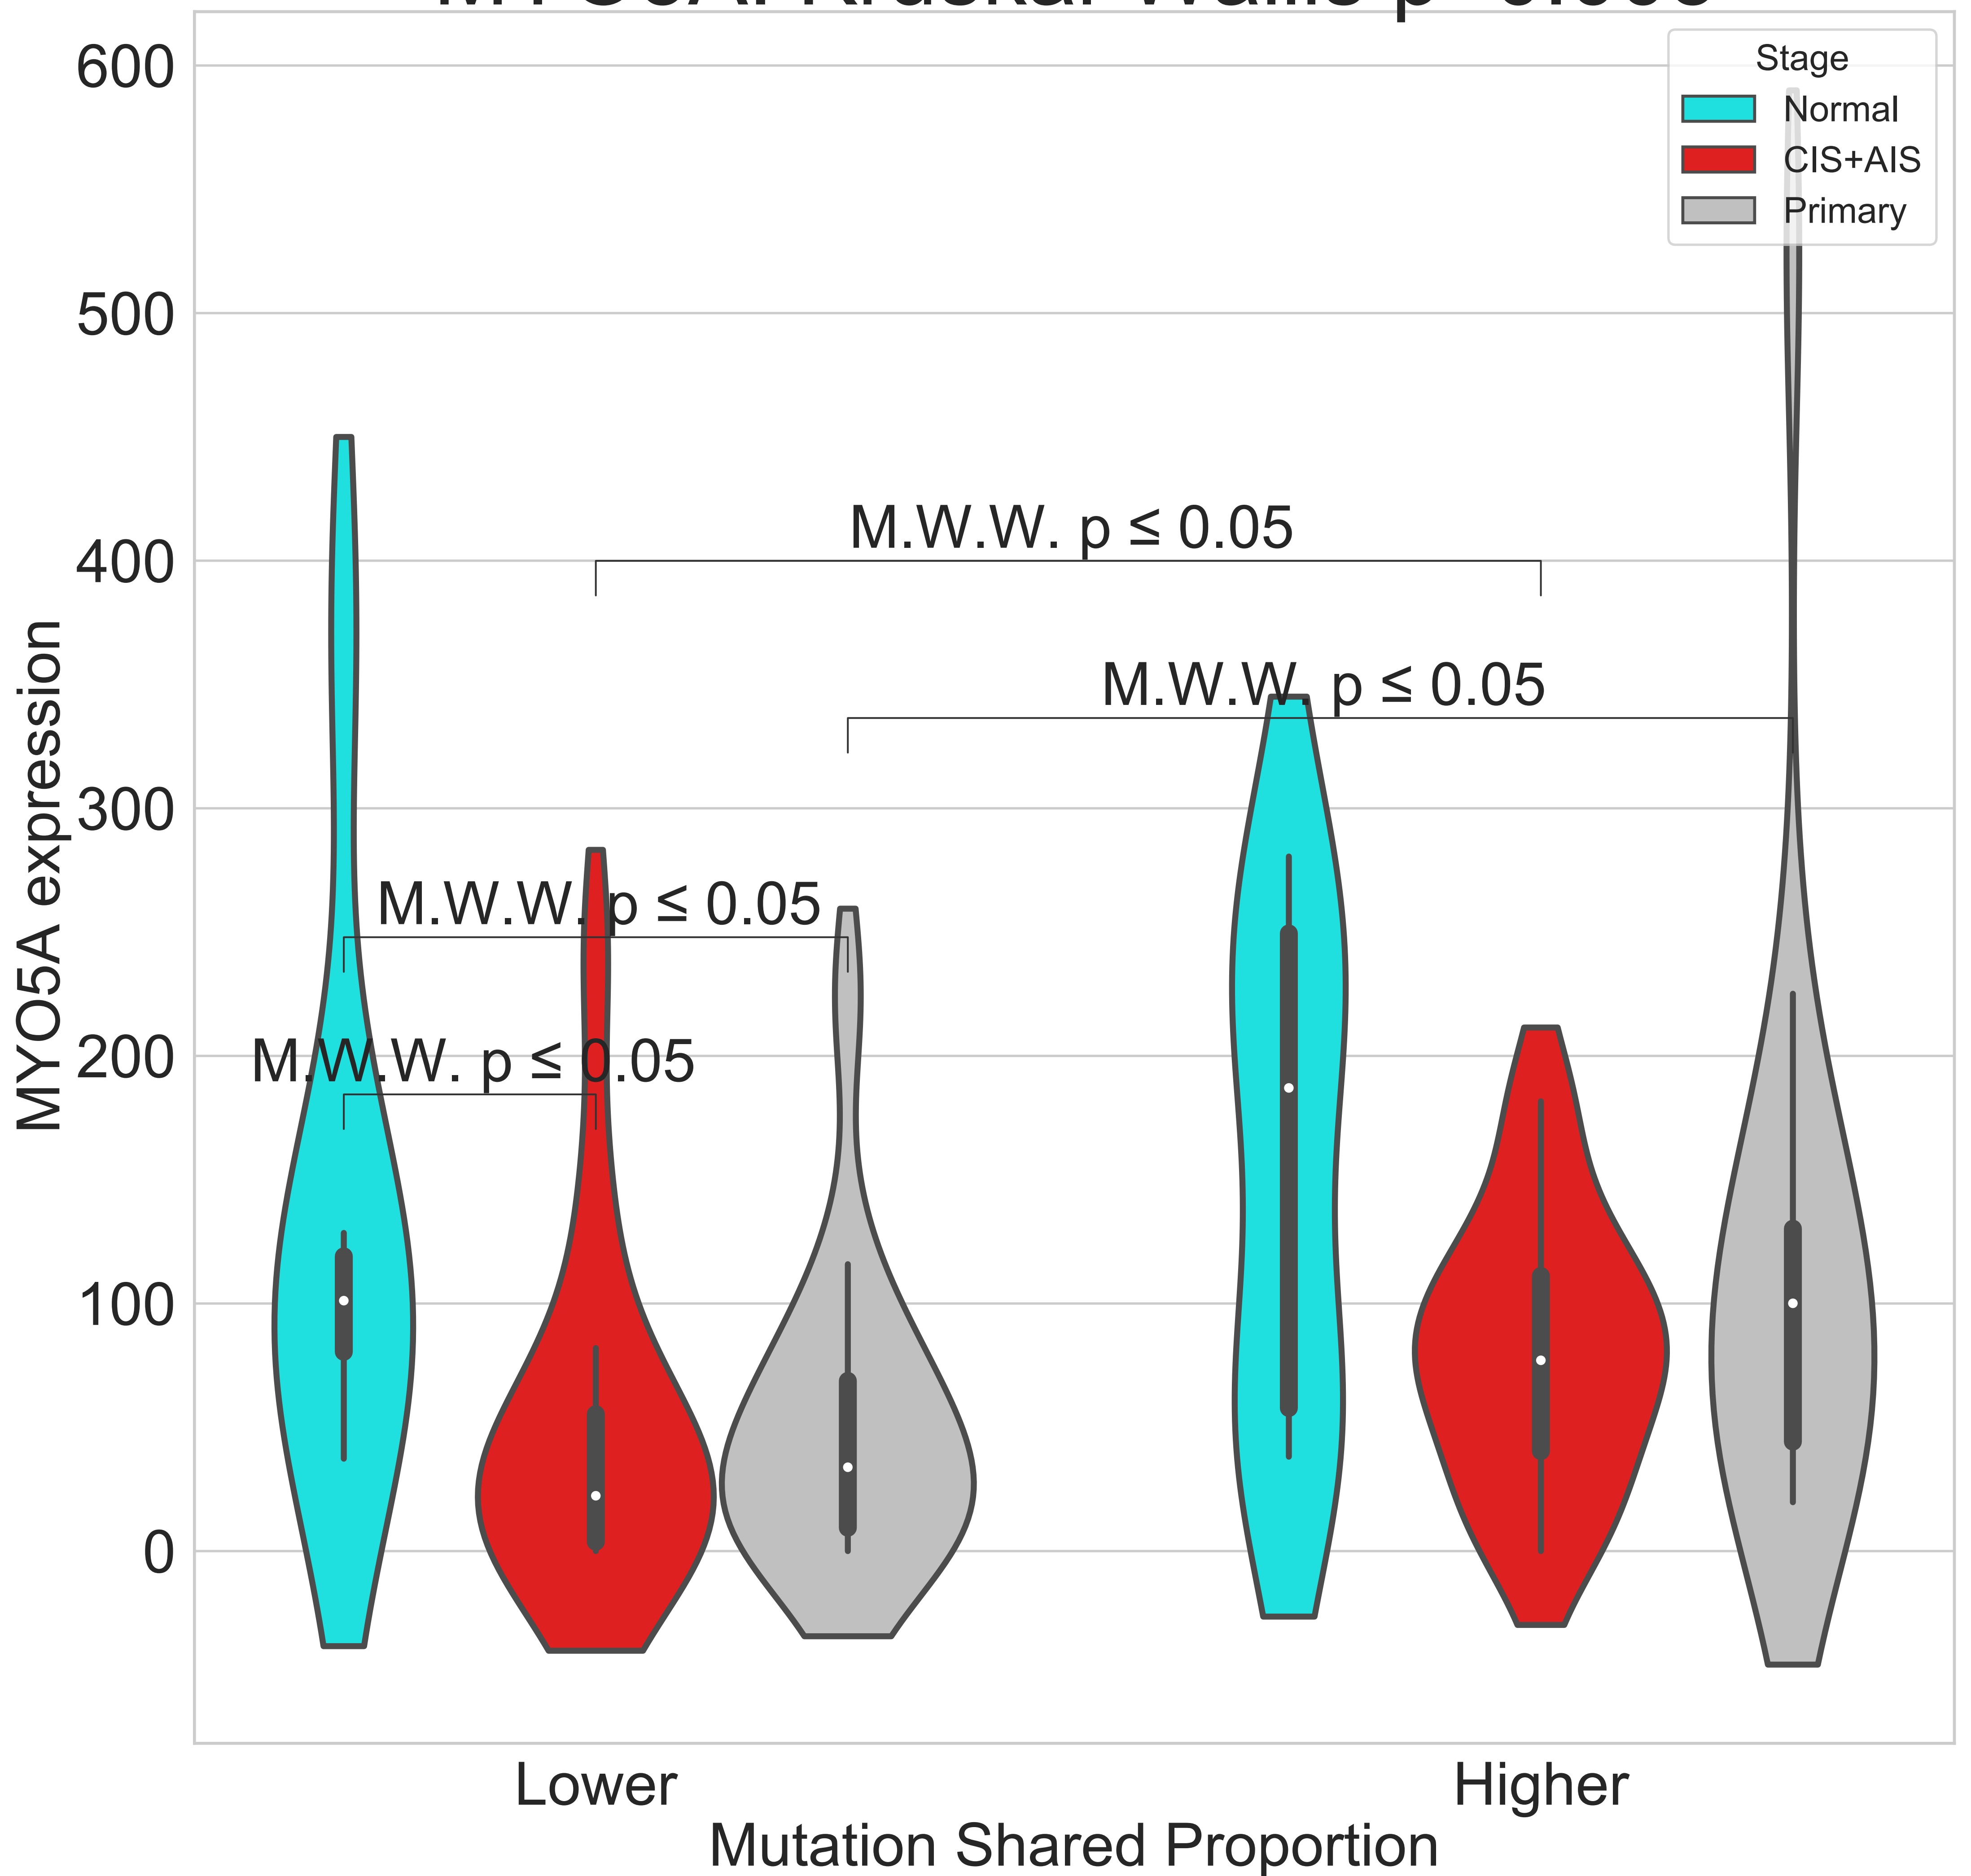 600
500
400
300
200
100
0
MYO5A expression
Stage
Normal
CIS+AIS
Primary
M.W.W. p ≤ 0.05
M.W.W. p ≤ 0.05
M.W.W. p ≤ 0.05
M.W.W. p ≤ 0.05
Lower
Higher
Mutation Shared Proportion